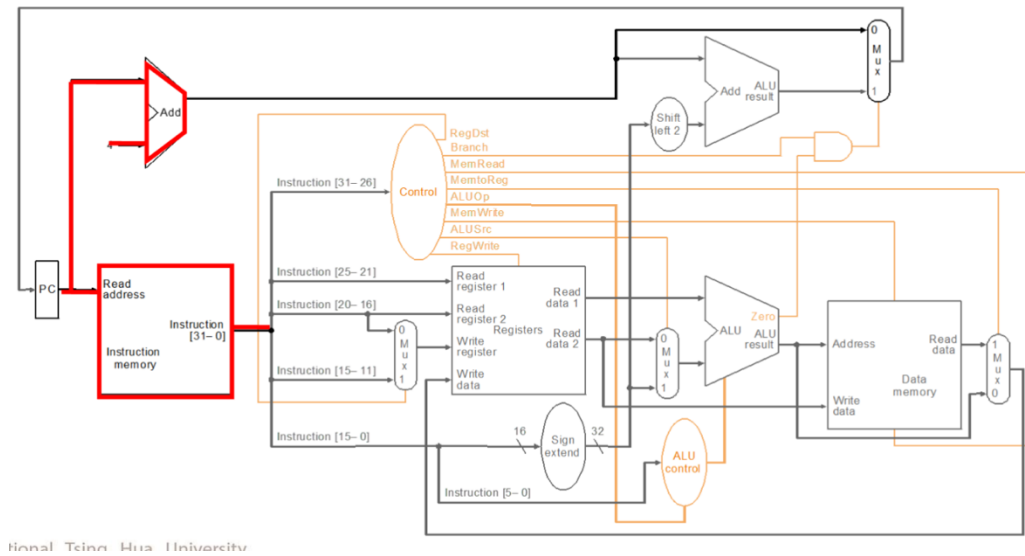 Add
4
0
M
u
x
1
Add
ALU
result
Shift
left 2
RegDst
Branch
MemRead
MemtoReg
ALUOp
MemWrite
ALUSrc
RegWrite
Control
Instruction [31– 26]
PC
Read
address
Instruction
[31– 0]
Instruction
memory
Instruction [25– 21]
Instruction [20– 16]
Instruction [15– 11]
0
M
u
x
1
Read
register 1
Read
register 2
Write
register
Write
data
Registers
Read
data 1
Read
data 2
0
M
u
x
1
Zero
ALU
ALU
result
Address
Write
data
Read
data
Data
memory
1
M
u
x
0
Instruction [15– 0]
16
Sign
extend
32
Instruction [5– 0]
ALU
control
tional Tsing Hua University